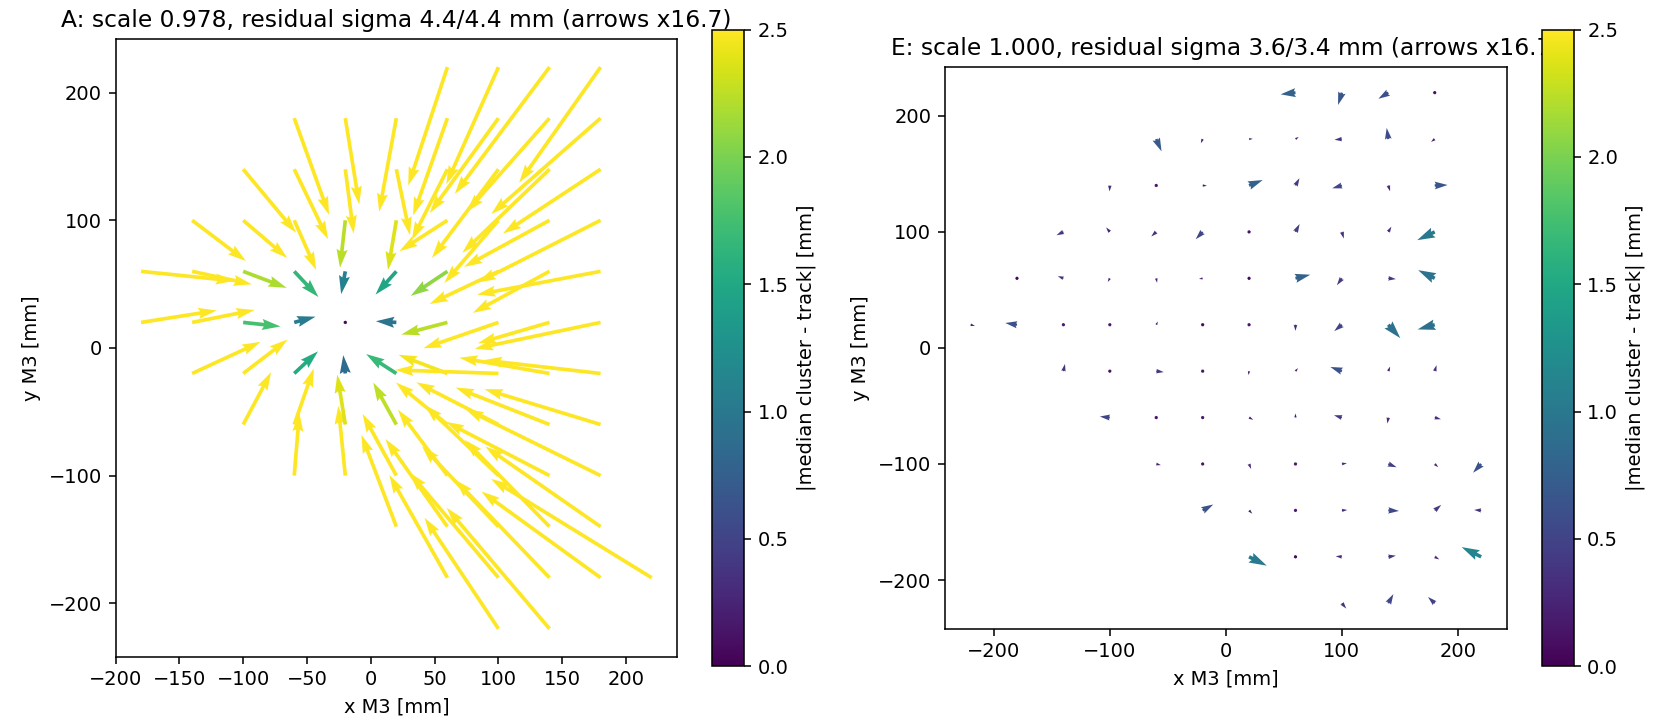 A: scale 0.978, residual sigma 4.4/4.4 mm (arrows x16.7)
200
100
0
−100
−200
y M3 [mm]
−200 −150 −100 −50 0 50 100 150 200
x M3 [mm]
2.5
2.0
1.5
1.0
0.5
0.0
|median cluster - track| [mm]
E: scale 1.000, residual sigma 3.6/3.4 mm (arrows x16.7
200
100
0
−100
−200
y M3 [mm]
−200 −100 0 100 200
x M3 [mm]
2.5
2.0
1.5
1.0
0.5
0.0
|median cluster - track| [mm]